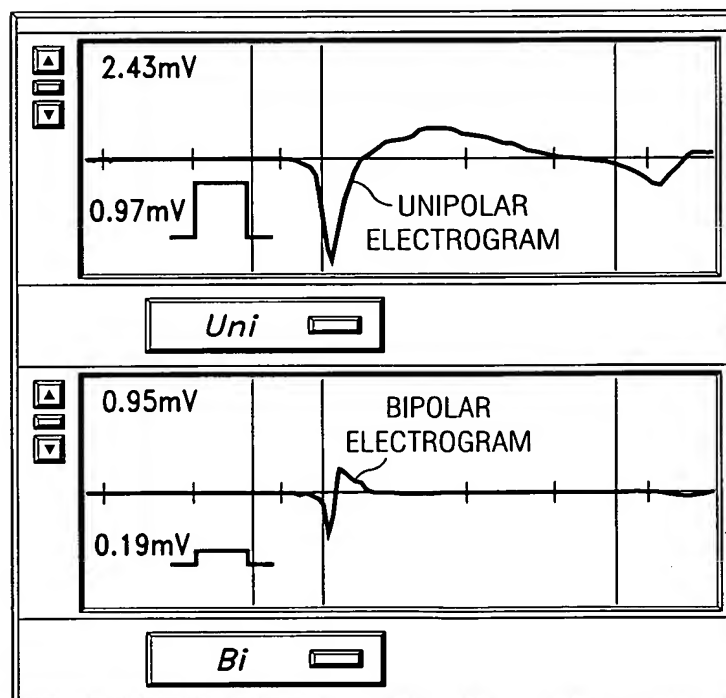 2.43mV
0.97mV
UNIPOLAR
ELECTROGRAM
Uni
0.95mV
BIPOLAR
ELECTROGRAM
0.19mV
Bi